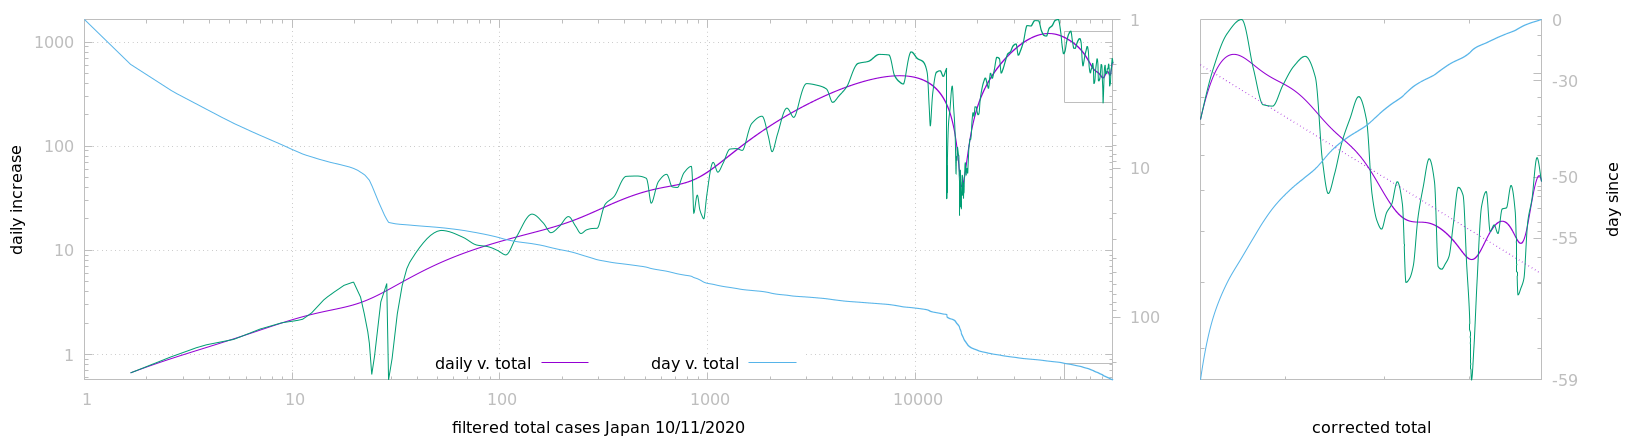 1000
100
10
1
daily increase
1
10
100
1000
10000
1
10
100
daily v. total
day v. total
filtered total cases Japan 10/11/2020
0
-30
-50
-55
-59
day since
corrected total